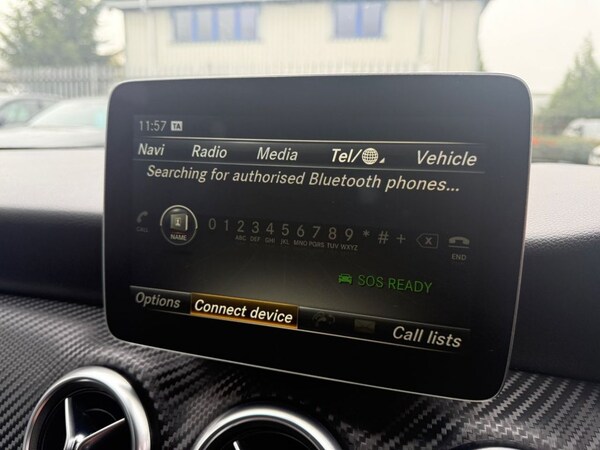 11:57 TA
Navi Radio Media Tel/ Vehicle
Searching for authorised Bluetooth phones...
CALL NAME 0 1 2 3 4 5 6 7 8 9 * # + END
ABC DEF GHI JKL MNO PQRS TUV WXYZ
SOS READY
Options Connect device Call lists